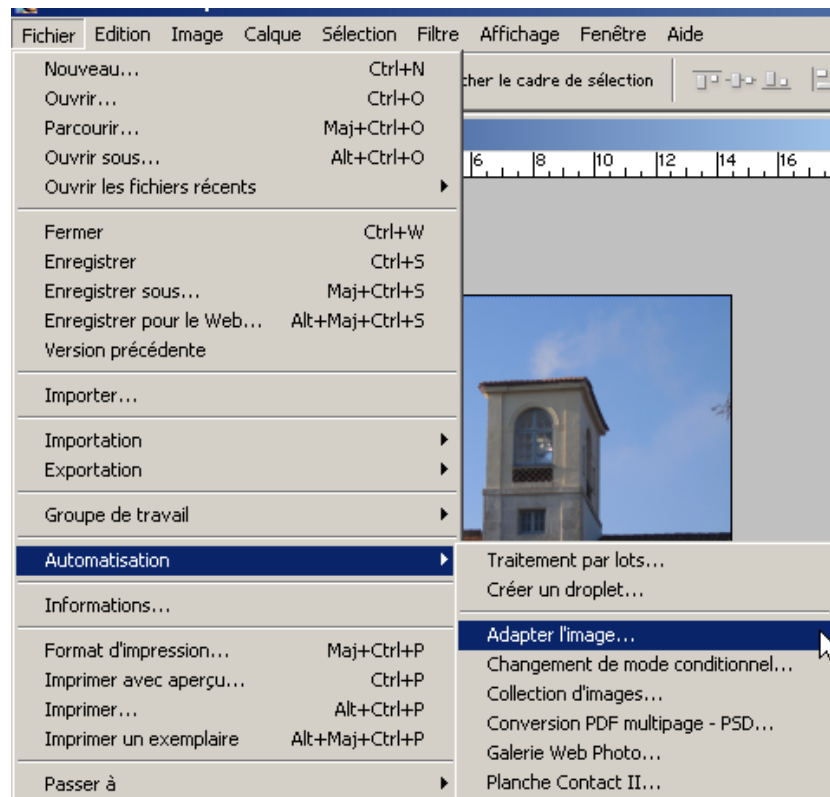 Fichier Edition Image Calque Sélection Filtre Affichage Fenêtre Aide
cher le cadre de sélection
6 8 10 12 14 16
Nouveau... Ctrl+N
Ouvrir... Ctrl+O
Parcourir... Maj+Ctrl+O
Ouvrir sous... Alt+Ctrl+O
Ouvrir les fichiers récents
Fermer Ctrl+W
Enregistrer Ctrl+S
Enregistrer sous... Maj+Ctrl+S
Enregistrer pour le Web... Alt+Maj+Ctrl+S
Version précédente
Importer...
Importation
Exportation
Groupe de travail
Automatisation
Informations...
Format d'impression... Maj+Ctrl+P
Imprimer avec aperçu... Ctrl+P
Imprimer... Alt+Ctrl+P
Imprimer un exemplaire Alt+Maj+Ctrl+P
Passer à
Traitement par lots...
Créer un droplet...
Adapter l'image...
Changement de mode conditionnel...
Collection d'images...
Conversion PDF multipage - PSD...
Galerie Web Photo...
Planche Contact II...